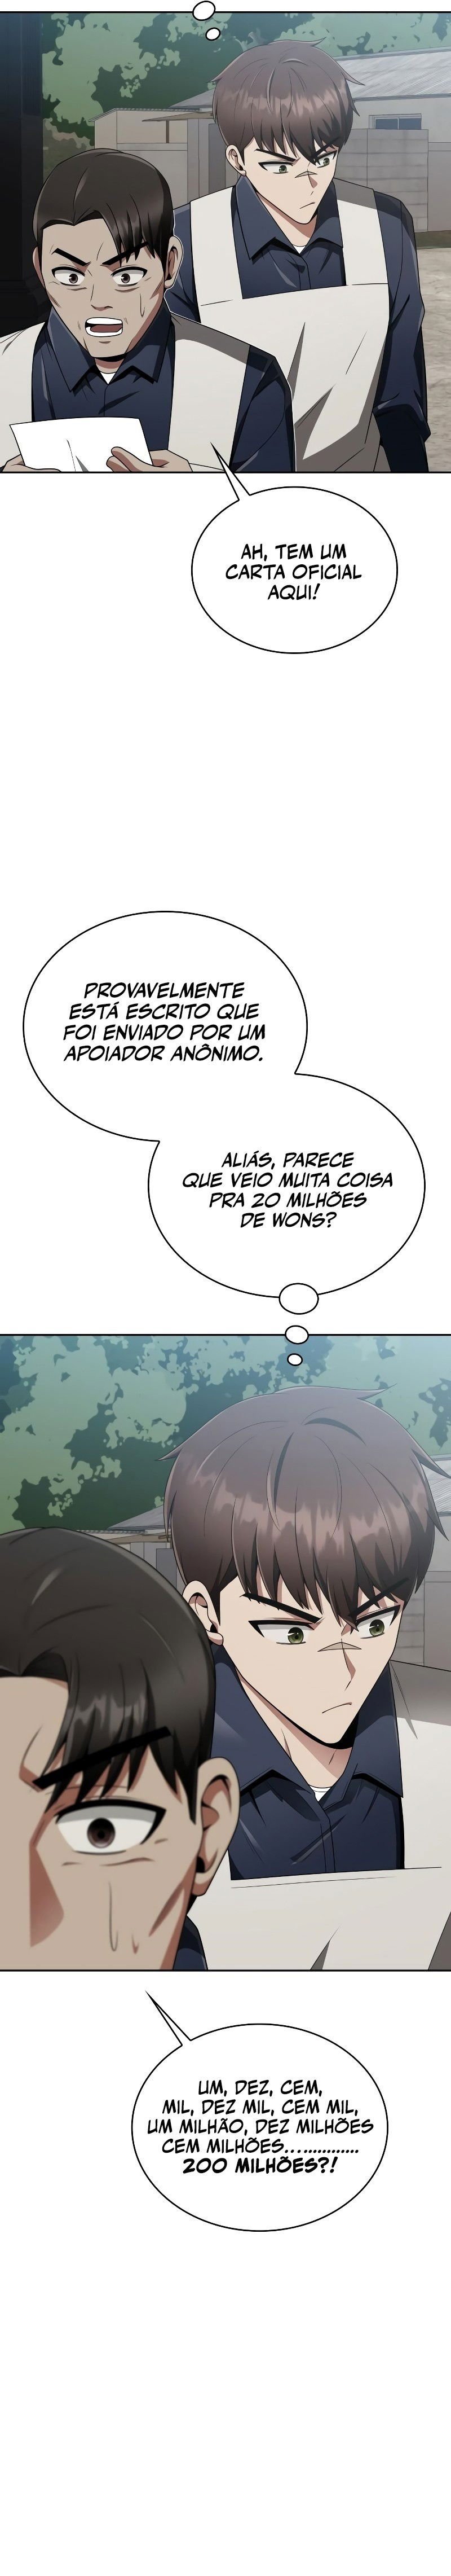 AH, TEM UM
CARTA OFICIAL
AQUI!
PROVAVELMENTE
ESTÁ ESCRITO QUE
FOI ENVIADO POR UM
APOIADOR ANÔNIMO.
ALIÁS, PARECE
QUE VEIO MUITA COISA
PRA 20 MILHÕES
DE WONS?
UM, DEZ, CEM,
MIL, DEZ MIL, CEM MIL,
UM MILHÃO, DEZ MILHÕES
CEM MILHÕES...............
200 MILHÕES?!